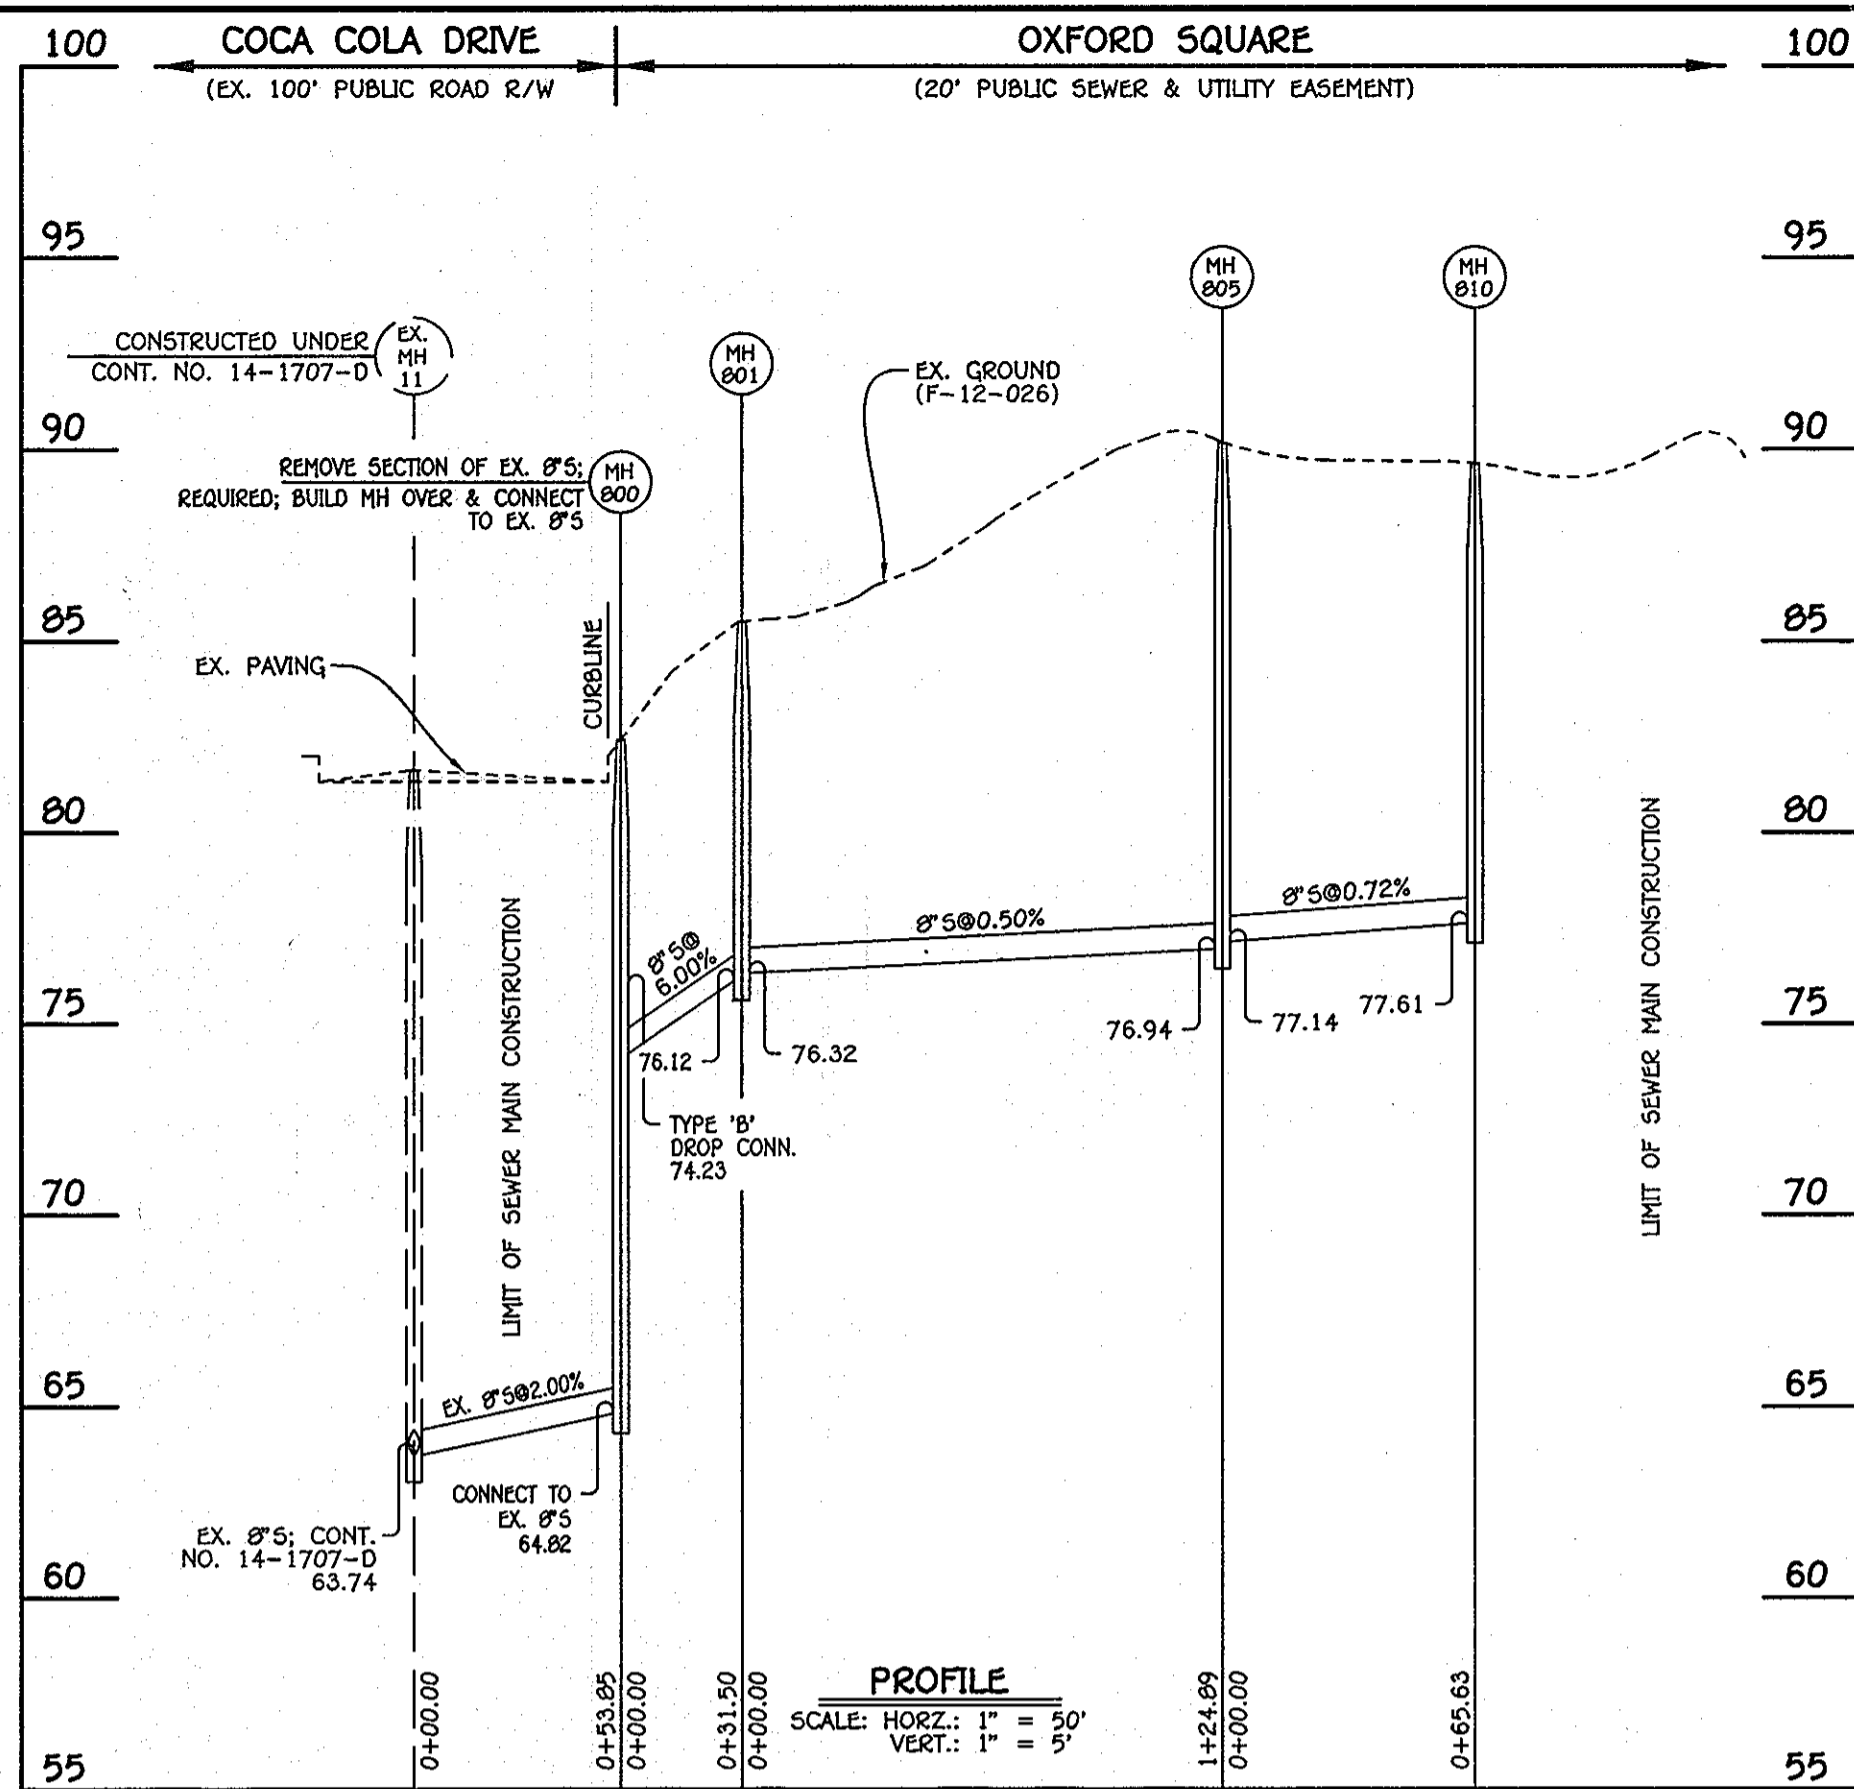 100
COCA COLA DRIVE
OXFORD SQUARE
100
(EX. 100' PUBLIC ROAD R/W
(20' PUBLIC SEWER & UTILITY EASEMENT)
95
95
MH
805
MH
810
CONSTRUCTED UNDER
CONT. NO. 14-1707-D
EX.
MH
11
MH
801
EX. GROUND
(F-12-026)
90
90
REMOVE SECTION OF EX. 8"S;
REQUIRED; BUILD MH OVER & CONNECT
TO EX. 8"S
MH
800
85
85
EX. PAVING
CURBLINE
80
80
LIMIT OF SEWER MAIN CONSTRUCTION
8"S@
6.00%
8"S@0.50%
8"S@0.72%
LIMIT OF SEWER MAIN CONSTRUCTION
75
75
76.12
76.32
76.94
77.14
77.61
TYPE 'B'
DROP CONN.
74.23
70
70
65
65
EX. 8"S@2.00%
CONNECT TO
EX. 8"S
64.82
EX. 8"S; CONT.
NO. 14-1707-D
63.74
60
60
0+00.00
0+53.85
0+00.00
0+31.50
0+00.00
PROFILE
SCALE: HORZ.: 1" = 50'
VERT.: 1" = 5'
1+24.89
0+00.00
0+65.63
55
55